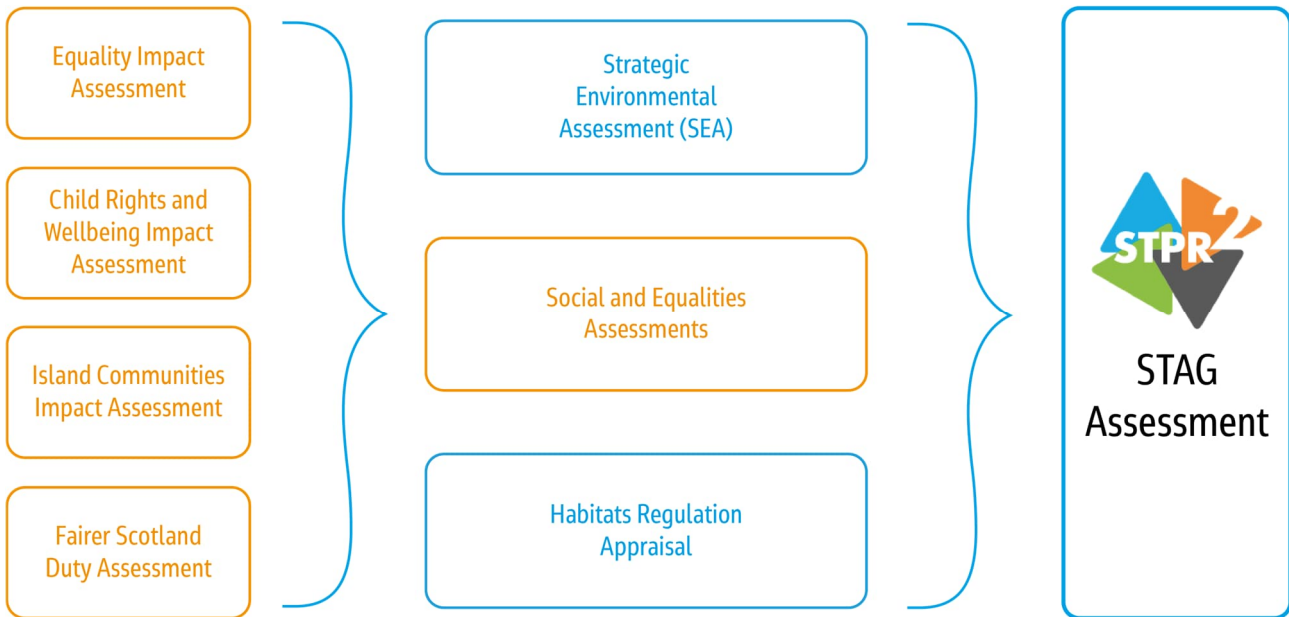 Equality Impact
Assessment
Child Rights and
Wellbeing Impact
Assessment
Island Communities
Impact Assessment
Fairer Scotland
Duty Assessment
Strategic
Environmental
Assessment (SEA)
Social and Equalities
Assessments
Habitats Regulation
Appraisal
STPR2
STAG
Assessment